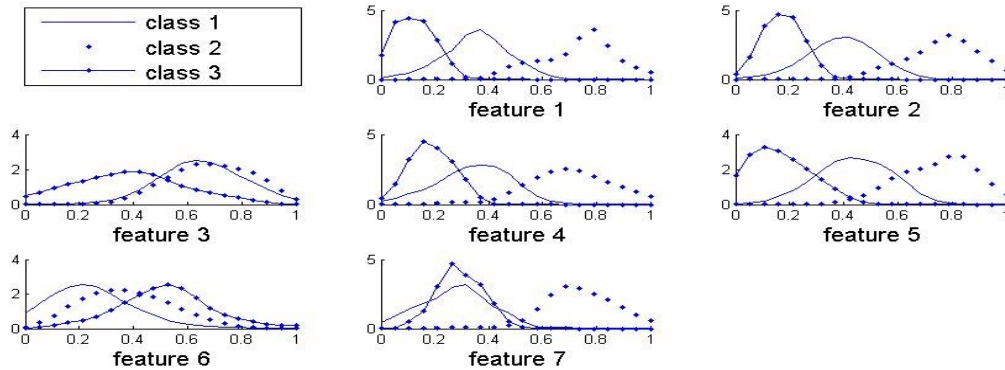 class 1
class 2
class 3
5
0
0 0.2 0.4 0.6 0.8 1
feature 1
5
0
0 0.2 0.4 0.6 0.8 1
feature 2
4
2
0
0 0.2 0.4 0.6 0.8 1
feature 3
5
0
0 0.2 0.4 0.6 0.8 1
feature 4
5
0
0 0.2 0.4 0.6 0.8 1
feature 5
4
2
0
0 0.2 0.4 0.6 0.8 1
feature 6
5
0
0 0.2 0.4 0.6 0.8 1
feature 7